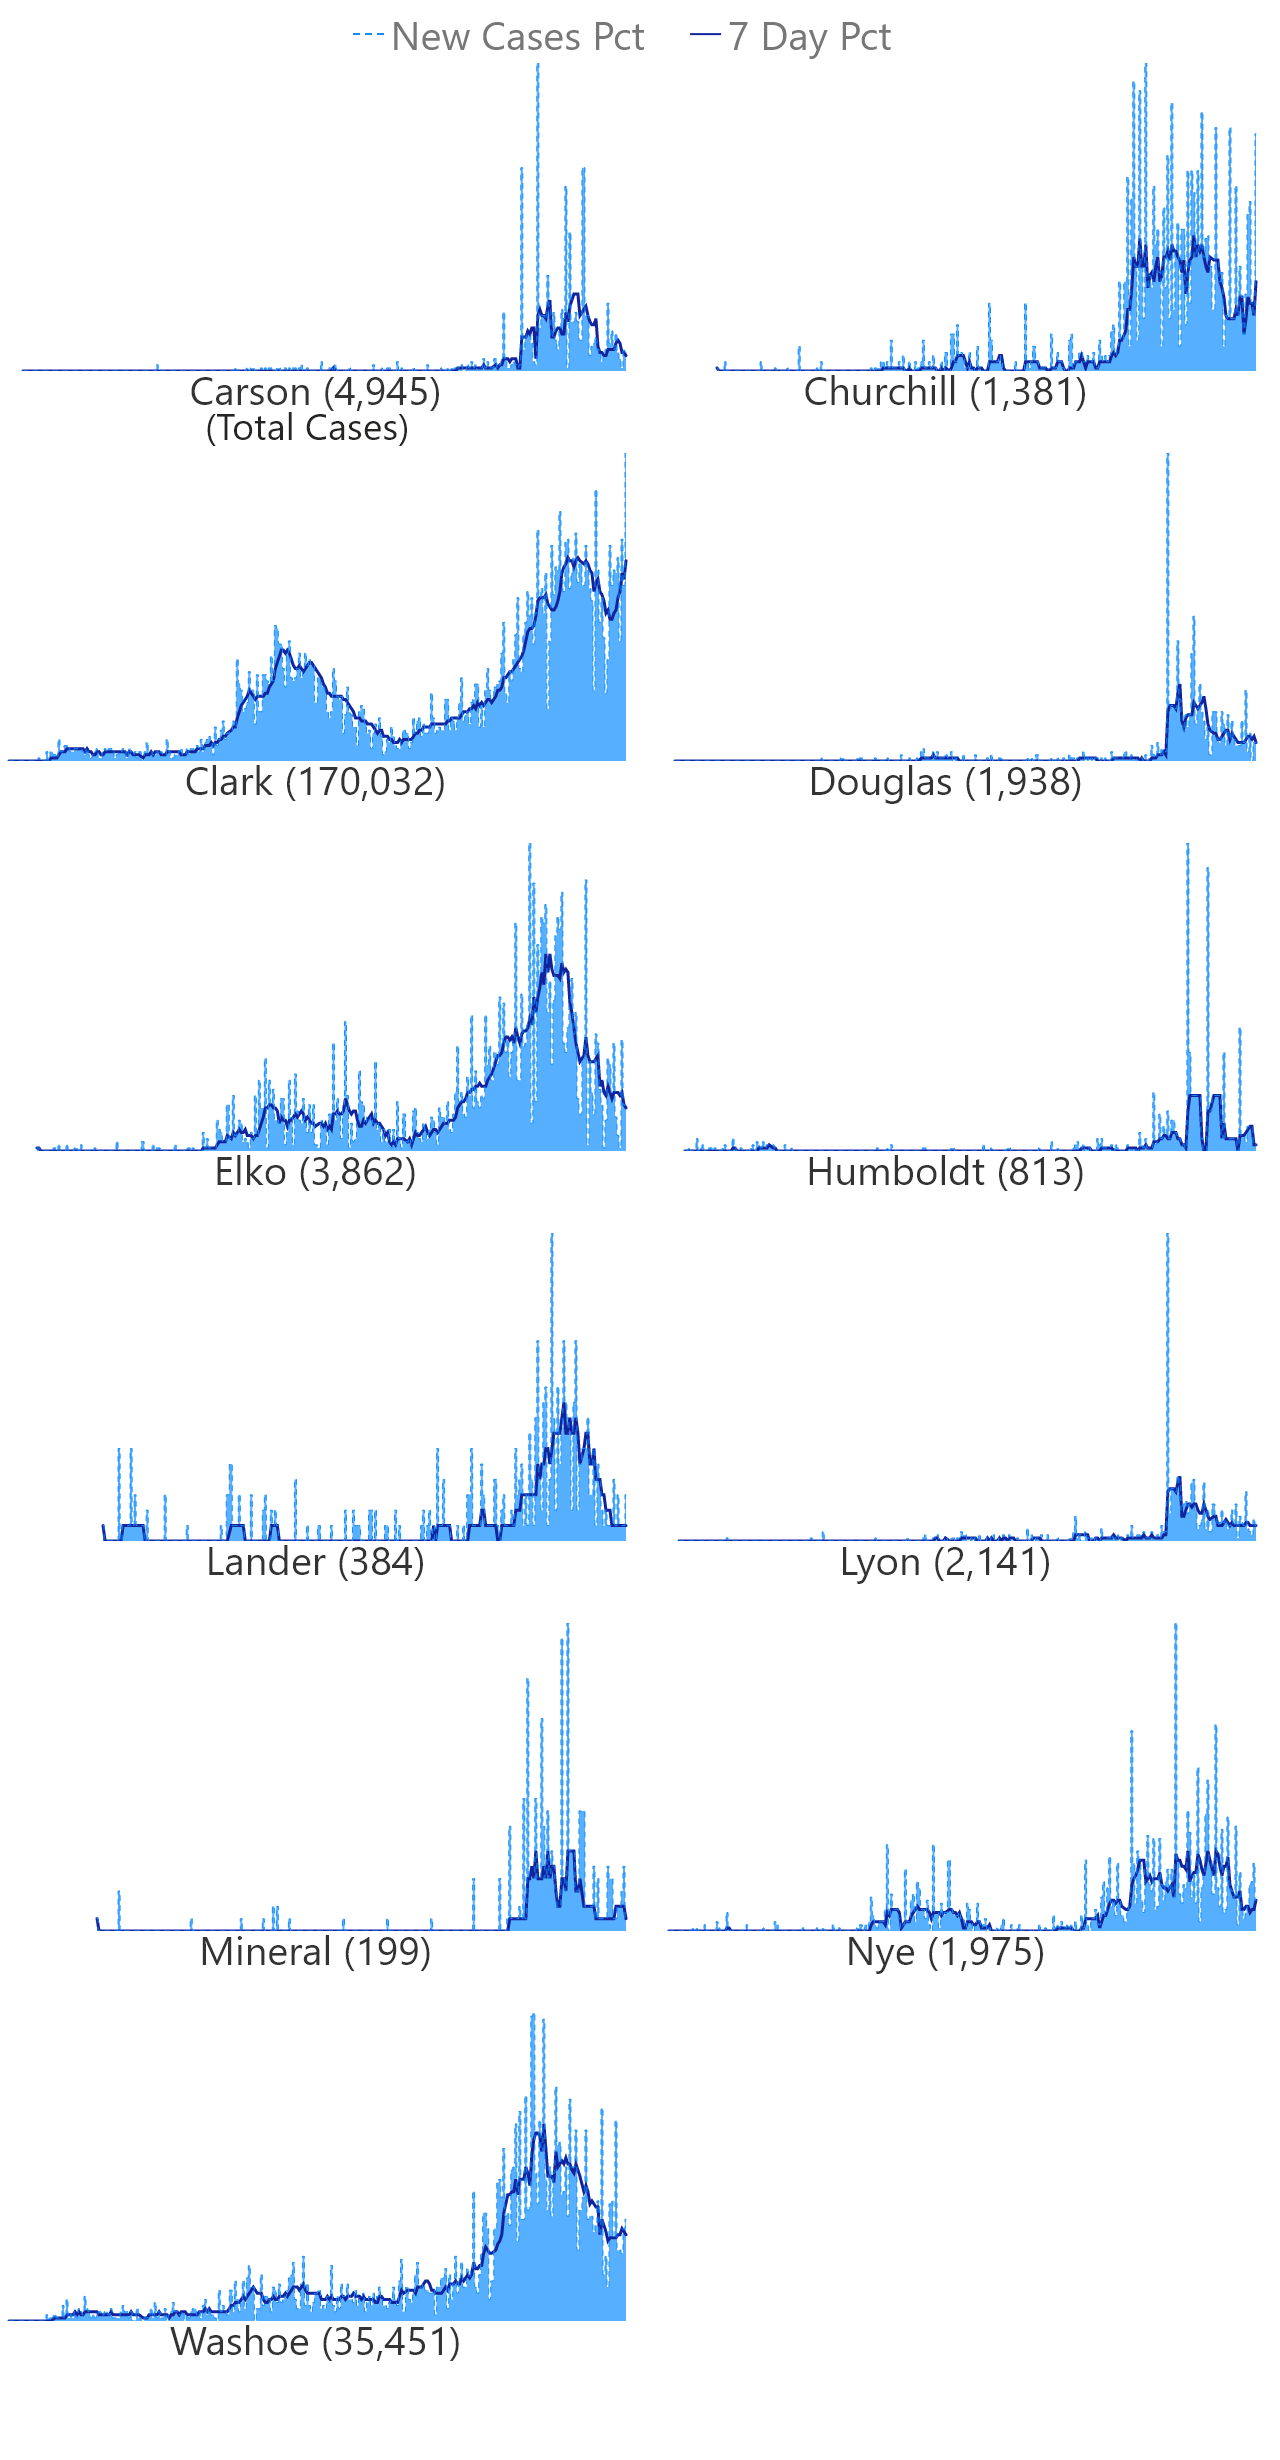 New Cases Pct 7 Day Pct
Carson (4,945) Churchill (1,381)
(Total Cases)
Clark (170,032) Douglas (1,938)
Elko (3,862) Humboldt (813)
Lander (384) Lyon (2,141)
Mineral (199) Nye (1,975)
Washoe (35,451)